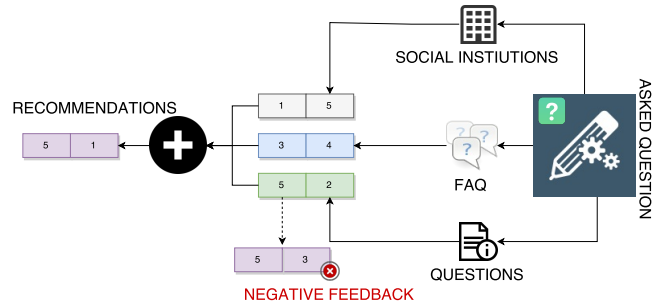 SOCIAL INSTIUTIONS
RECOMMENDATIONS
1 5
5 1
3 4
FAQ
5 2
ASKED QUESTION
5 3
QUESTIONS
NEGATIVE FEEDBACK